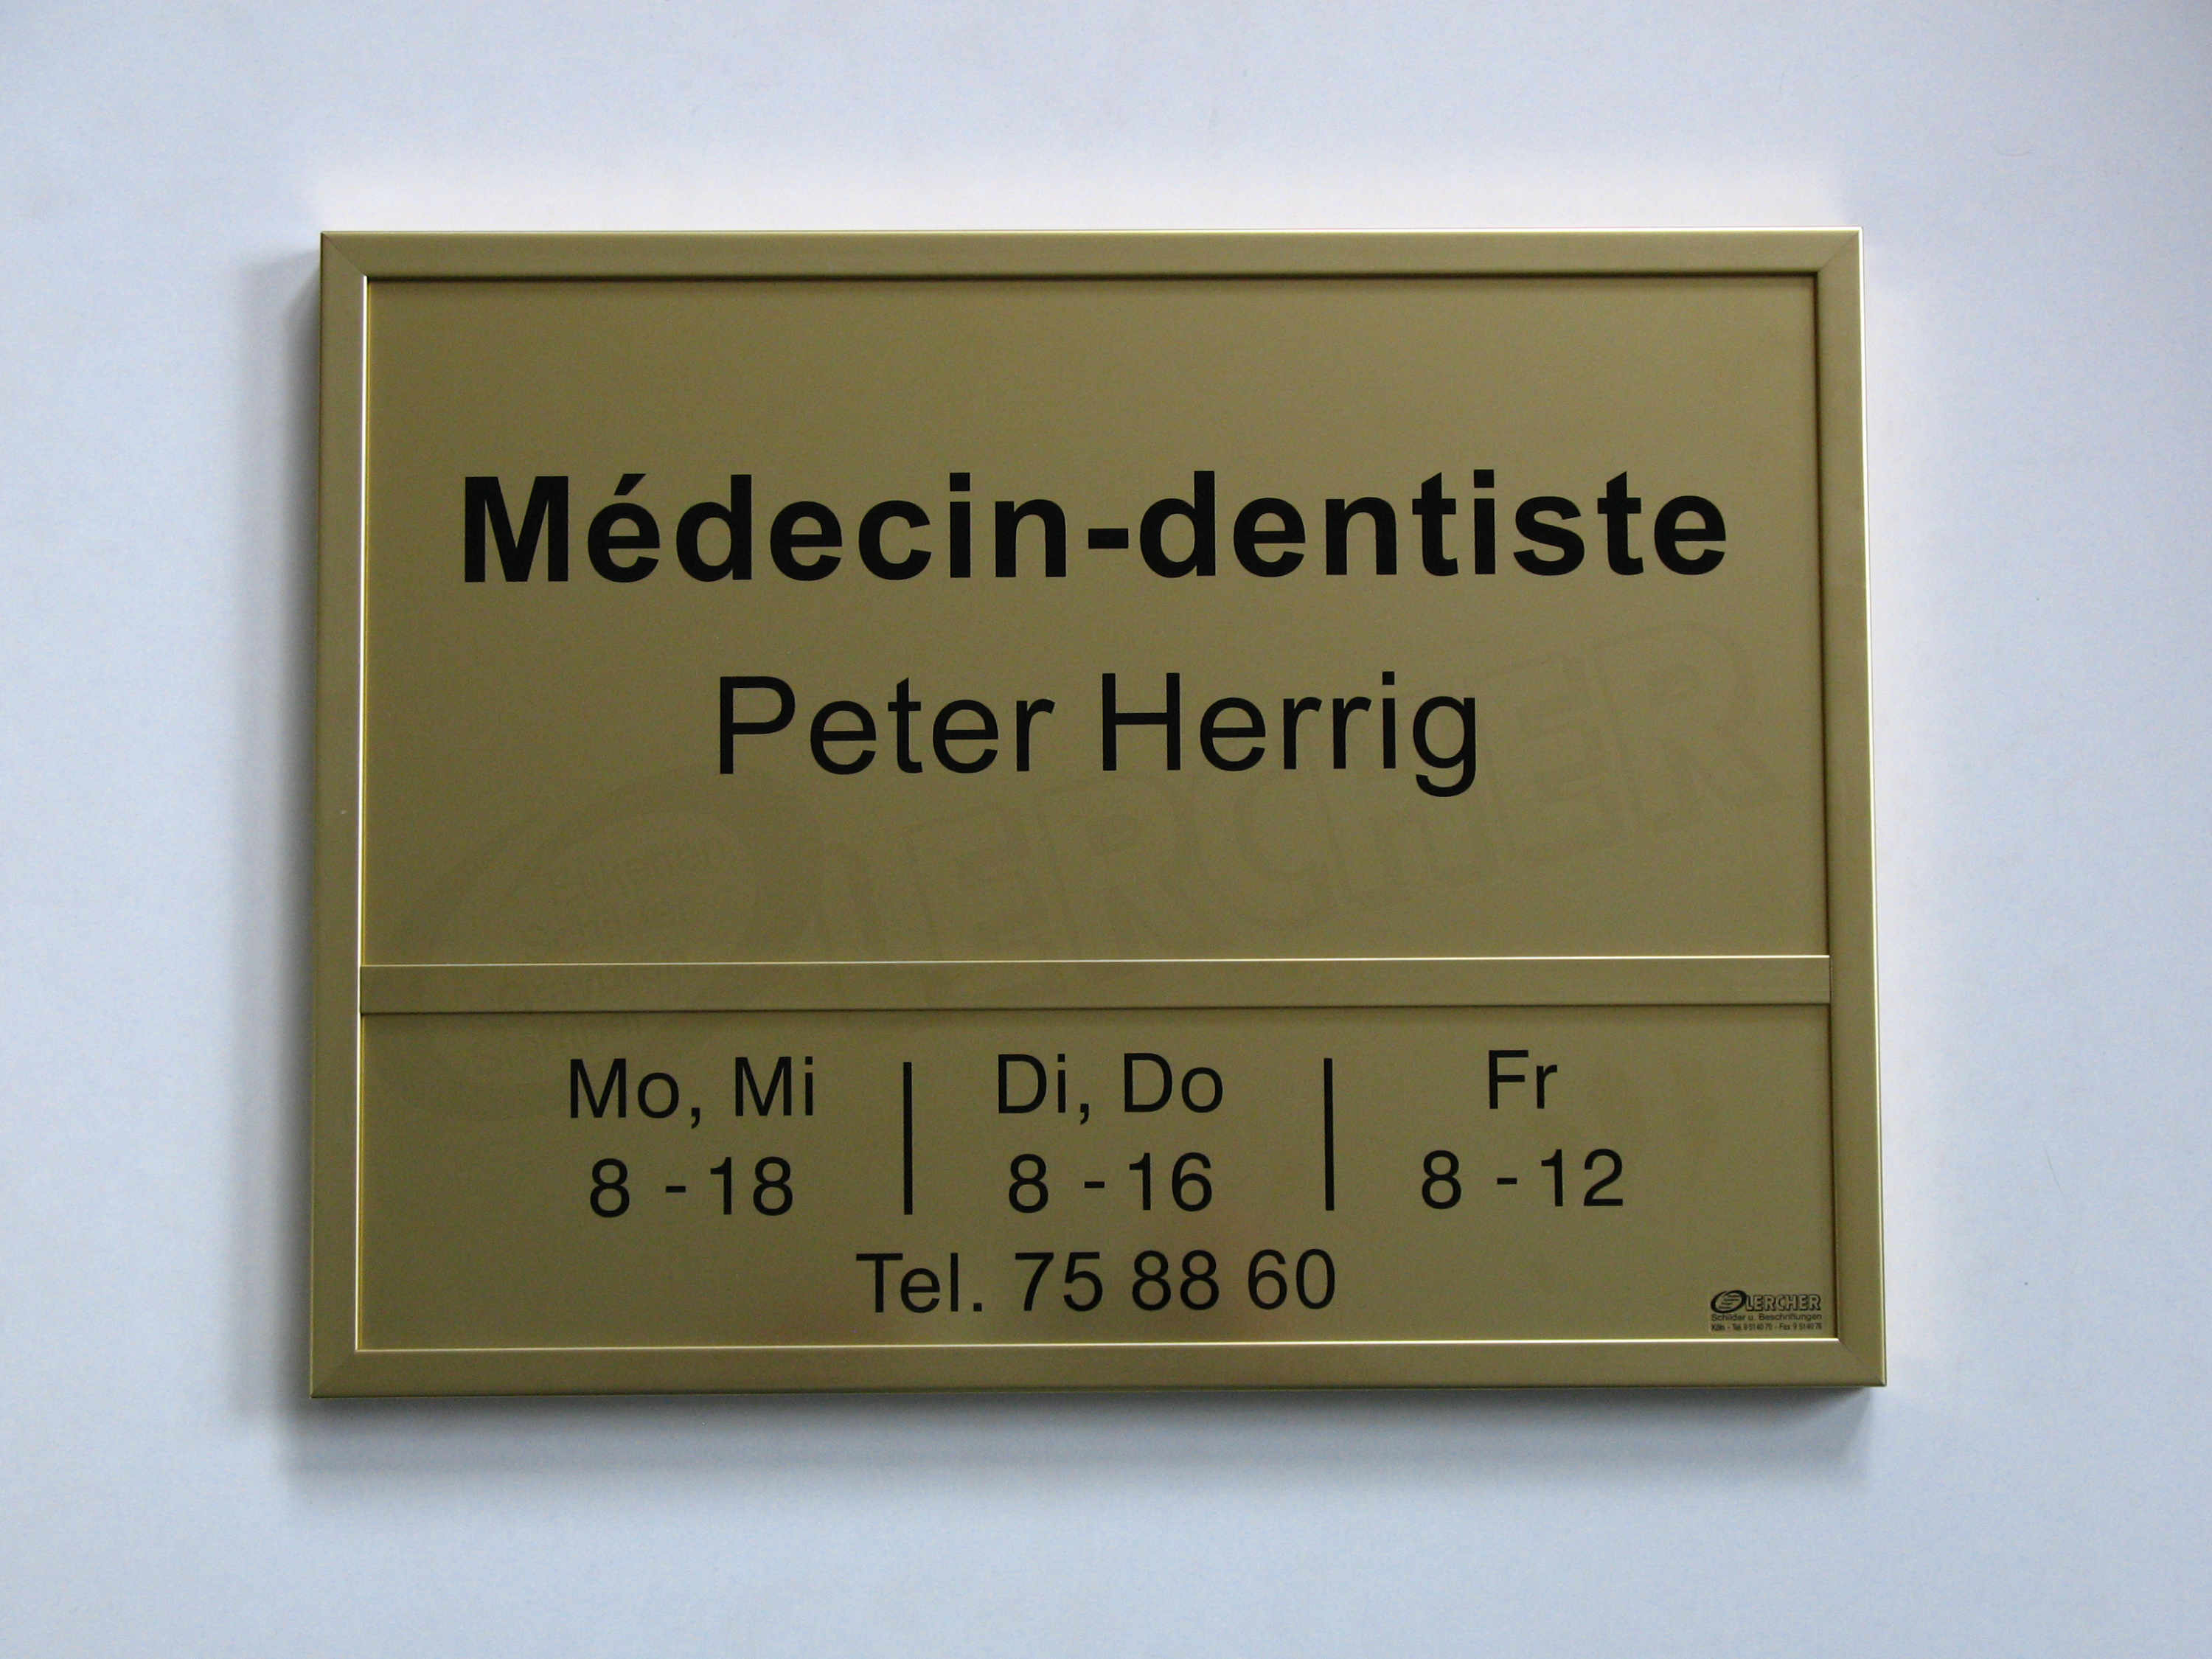 Médecin-dentiste
Peter Herrig
Mo, Mi
8 - 18
Di, Do
8 - 16
Fr
8 - 12
Tel. 75 88 60
LERCHER
Schilder u. Beschriftungen